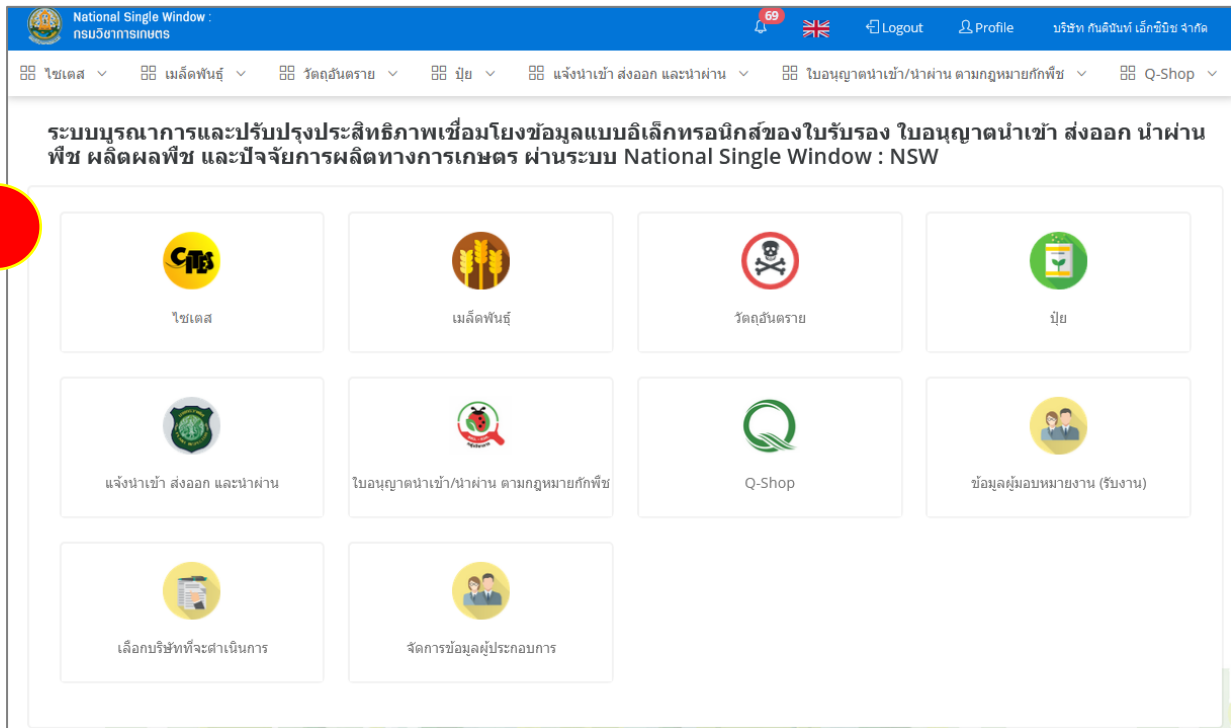 National Single Window :
กรมวิชาการเกษตร
69
Logout
Profile
บริษัท กันตินันท์ เอ็กซิบิช จำกัด
ไซเตส
เมล็ดพันธุ์
วัตถุอันตราย
ปุ๋ย
แจ้งนำเข้า ส่งออก และนำผ่าน
ใบอนุญาตนำเข้า/นำผ่าน ตามกฎหมายกักพืช
Q-Shop
ระบบบูรณาการและปรับปรุงประสิทธิภาพเชื่อมโยงข้อมูลแบบอิเล็กทรอนิกส์ของใบรับรอง ใบอนุญาตนำเข้า ส่งออก นำผ่าน
พืช ผลิตผลพืช และปัจจัยการผลิตทางการเกษตร ผ่านระบบ National Single Window : NSW
CITES
ไซเตส
เมล็ดพันธุ์
วัตถุอันตราย
ปุ๋ย
แจ้งนำเข้า ส่งออก และนำผ่าน
ใบอนุญาตนำเข้า/นำผ่าน ตามกฎหมายกักพืช
Q-Shop
ข้อมูลผู้มอบหมายงาน (รับงาน)
เลือกบริษัทที่จะดำเนินการ
จัดการข้อมูลผู้ประกอบการ